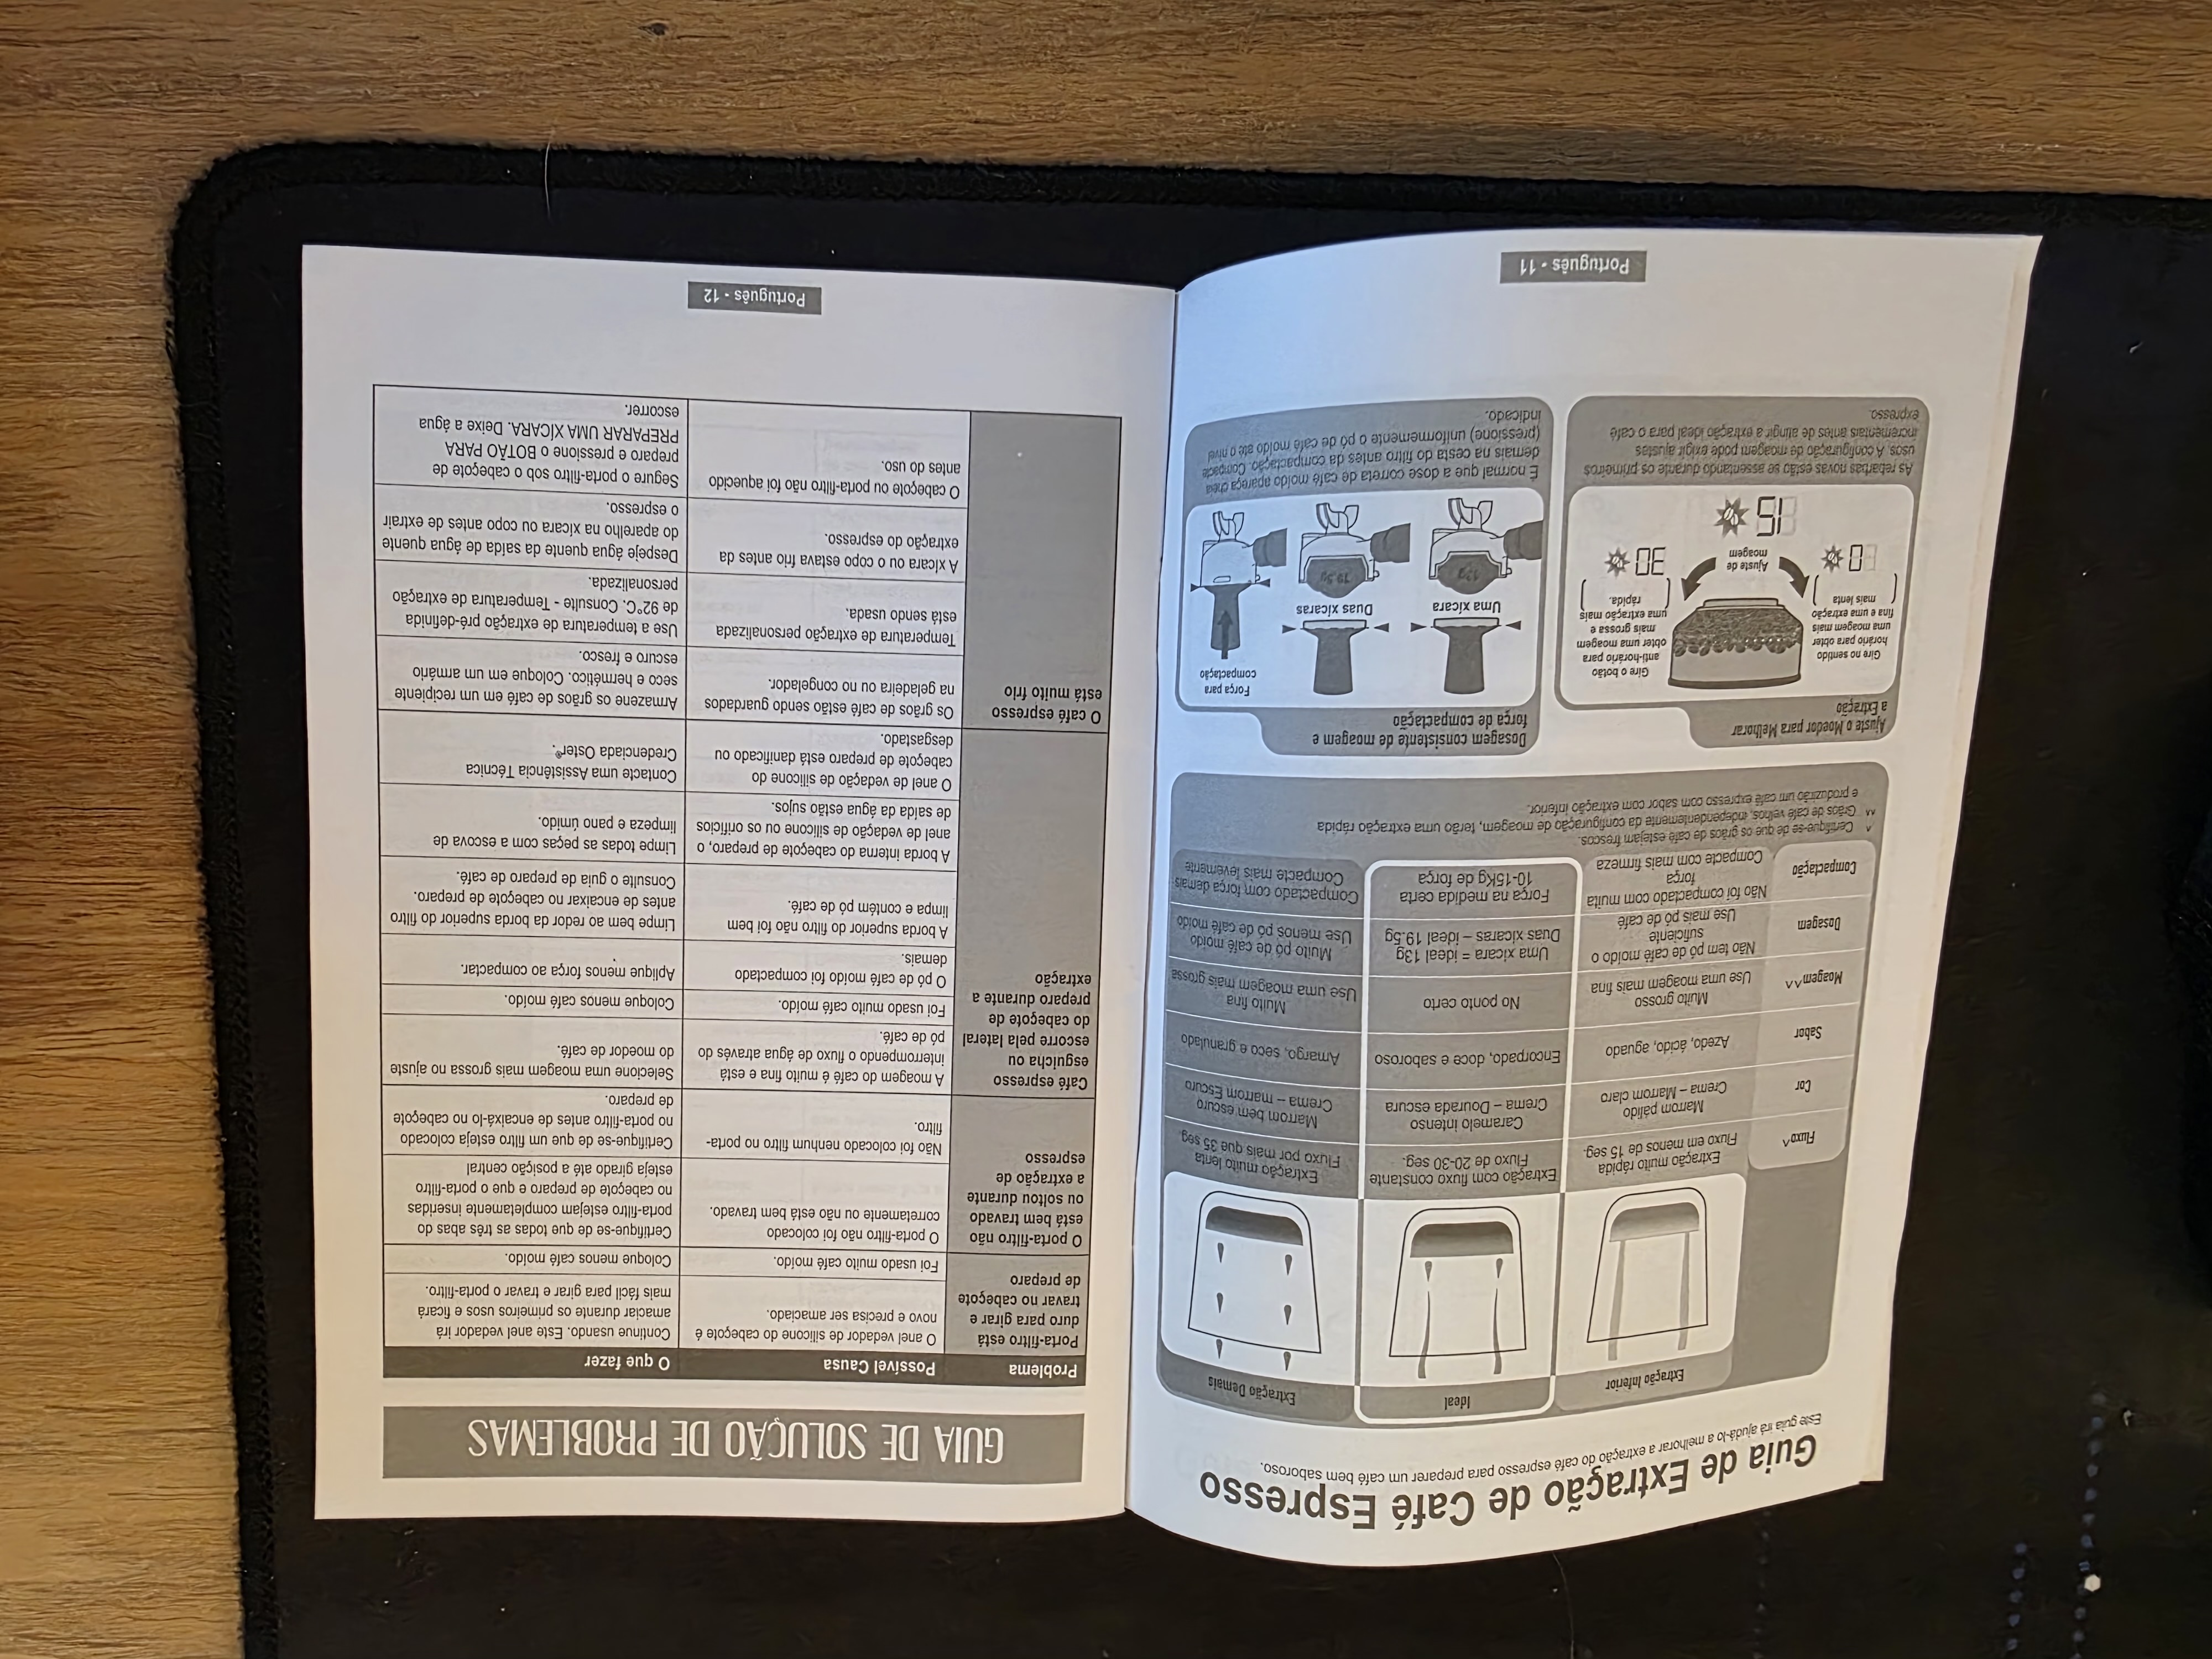 Guia de Extração de Café Espresso
Este guia irá ajudá-lo a melhorar a extração do café espresso para preparer um café bem saboroso.
Extração Inferior
Ideal
Extração Demais
Fluxo^
Extração muito rápida
Fluxo em menos de 15 seg.
Extração com fluxo constante
Fluxo de 20-30 seg.
Extração muito lenta
Fluxo por mais que 35 seg.
Cor
Marrom pálido
Crema – Marrom claro
Caramelo intenso
Crema – Dourada escura
Marrom bem escuro
Crema – marrom Escuro
Sabor
Azedo, ácido, aguado
Encorpado, doce e saboroso
Amargo, seco e granulado
Moagem^^
Muito grosso
Use uma moagem mais fina
No ponto certo
Muito fina
Use uma moagem mais grossa
Dosagem
Não tem pó de café moído o
suficiente
Use mais pó de café
Uma xicara = ideal 13g
Duas xícaras – ideal 19.5g
Muito pó de café moído
Use menos pó de café moído
Compactação
Não foi compactado com muita
força
Compacte com mais firmeza
Força na medida certa
10-15Kg de força
Compactado com força demais
Compacte mais levemente
^ Certifique-se de que os grãos de café estejam frescos.
^^ Grãos de café velhos, independentemente da configuração de moagem, terão uma extração rápida
e produzirão um café expresso com sabor com extração inferior.
Ajuste o Moedor para Melhorar
a Extração
Gire no sentido
horário para obter
uma moagem mais
fina e uma extração
mais lenta
Gire o botão
anti-horário para
obter uma moagem
mais grossa e
uma extração mais
rápida.
0
Ajuste de
moagem
30
15
As rebarbas novas estão se assentando durante os primeiros
usos. A configuração de moagem pode exigir ajustes
incrementais antes de atingir a extração ideal para o café
expresso.
Dosagem consistente de moagem e
força de compactação
Força para
compactação
Uma xícara
Duas xícaras
13g
19.5g
É normal que a dose correta de café moído apareça cheia
demais na cesta do filtro antes da compactação. Compacte
(pressione) uniformemente o pó de café moído até o nível
indicado.
Português - 11
GUIA DE SOLUÇÃO DE PROBLEMAS
Problema
Possível Causa
O que fazer
Porta-filtro está
duro para girar e
travar no cabeçote
de preparo
O anel vedador de silicone do cabeçote é
novo e precisa ser amaciado.
Continue usando. Este anel vedador irá
amaciar durante os primeiros usos e ficará
mais fácil para girar e travar o porta-filtro.
Foi usado muito café moído.
Coloque menos café moído.
O porta-filtro não
está bem travado
ou soltou durante
a extração de
espresso
O porta-filtro não foi colocado
corretamente ou não está bem travado.
Certifique-se de que todas as três abas do
porta-filtro estejam completamente inseridas
no cabeçote de preparo e que o porta-filtro
esteja girado até a posição central
Não foi colocado nenhum filtro no porta-
filtro.
Certifique-se de que um filtro esteja colocado
no porta-filtro antes de encaixá-lo no cabeçote
de preparo.
Café espresso
esguicha ou
escorre pela lateral
do cabeçote de
preparo durante a
extração
A moagem do café é muito fina e está
interrompendo o fluxo de água através do
pó de café.
Selecione uma moagem mais grossa no ajuste
do moedor de café.
Foi usado muito café moído.
Coloque menos café moído.
O pó de café moído foi compactado
demais.
Aplique menos força ao compactar.
A borda superior do filtro não foi bem
limpa e contém pó de café.
Limpe bem ao redor da borda superior do filtro
antes de encaixar no cabeçote de preparo.
Consulte o guia de preparo de café.
A borda interna do cabeçote de preparo, o
anel de vedação de silicone ou os orifícios
de saída da água estão sujos.
Limpe todas as peças com a escova de
limpeza e pano úmido.
O anel de vedação de silicone do
cabeçote de preparo está danificado ou
desgastado.
Contacte uma Assistência Técnica
Credenciada Oster®.
O café espresso
está muito frio
Os grãos de café estão sendo guardados
na geladeira ou no congelador.
Armazene os grãos de café em um recipiente
seco e hermético. Coloque em um armário
escuro e fresco.
Temperatura de extração personalizada
está sendo usada.
Use a temperatura de extração pré-definida
de 92°C. Consulte - Temperatura de extração
personalizada.
A xícara ou o copo estava frio antes da
extração do espresso.
Despeje água quente da saída de água quente
do aparelho na xícara ou copo antes de extrair
o espresso.
O cabeçote ou porta-filtro não foi aquecido
antes do uso.
Segure o porta-filtro sob o cabeçote de
preparo e pressione o BOTÃO PARA
PREPARAR UMA XÍCARA. Deixe a água
escorrer.
Português - 12